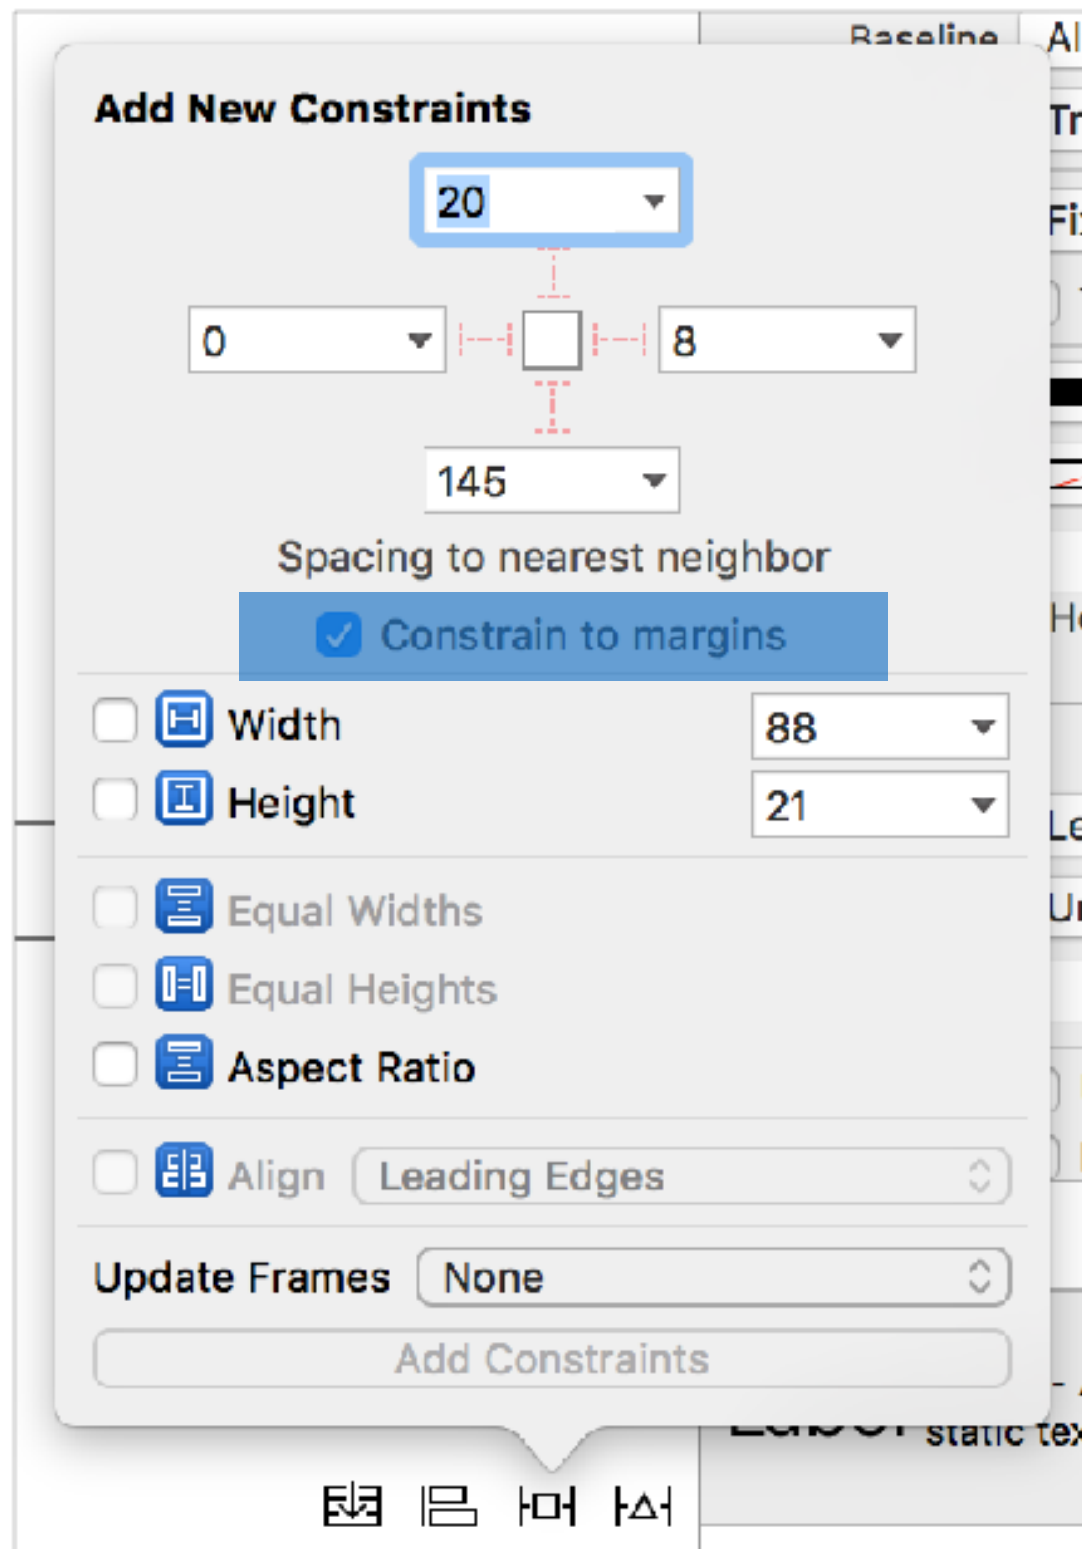 Baseline
Add New Constraints
20
0
8
145
Spacing to nearest neighbor
Constrain to margins
Width 88
Height 21
Equal Widths
Equal Heights
Aspect Ratio
Align Leading Edges
Update Frames None
Add Constraints
static